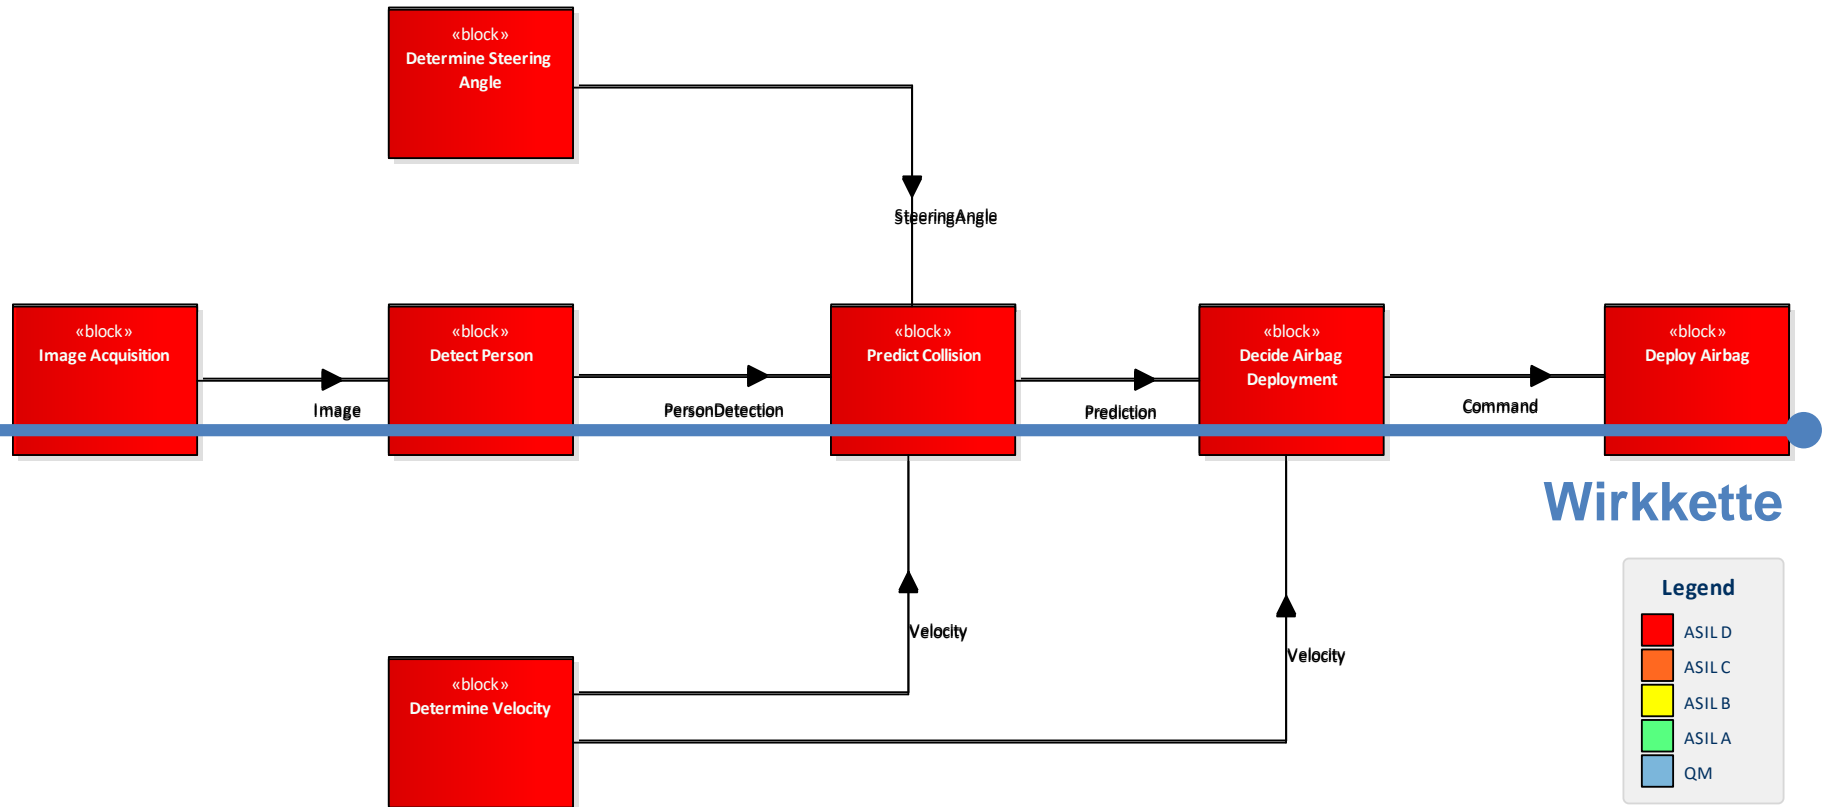 «block»
Determine Steering
Angle
SteeringAngle
«block»
Image Acquisition
Image
«block»
Detect Person
PersonDetection
«block»
Predict Collision
Prediction
«block»
Decide Airbag
Deployment
Command
«block»
Deploy Airbag
Wirkkette
«block»
Determine Velocity
Velocity
Velocity
Legend
ASIL D
ASIL C
ASIL B
ASIL A
QM